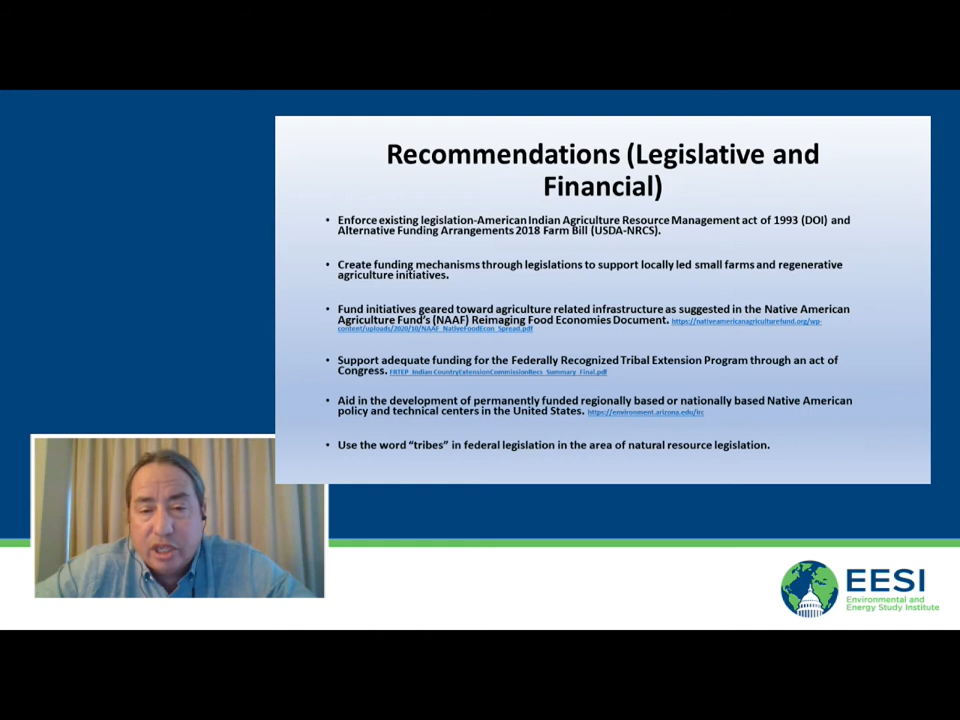 Recommendations (Legislative and
Financial)
• Enforce existing legislation-American Indian Agriculture Resource Management act of 1993 (DOI) and
Alternative Funding Arrangements 2018 Farm Bill (USDA-NRCS).
• Create funding mechanisms through legislations to support locally led small farms and regenerative
agriculture initiatives.
• Fund initiatives geared toward agriculture related infrastructure as suggested in the Native American
Agriculture Fund's (NAAF) Reimaging Food Economies Document. https://nativeamericanagriculturefund.org/wp-
content/uploads/2020/10/NAAF_NativeFoodEcon_Spread.pdf
• Support adequate funding for the Federally Recognized Tribal Extension Program through an act of
Congress. FRTEP_Indian CountryExtensionCommissionRecs_Summary_Final.pdf
• Aid in the development of permanently funded regionally based or nationally based Native American
policy and technical centers in the United States. https://environment.arizona.edu/irc
• Use the word “tribes” in federal legislation in the area of natural resource legislation.
EESI
Environmental and
Energy Study Institute